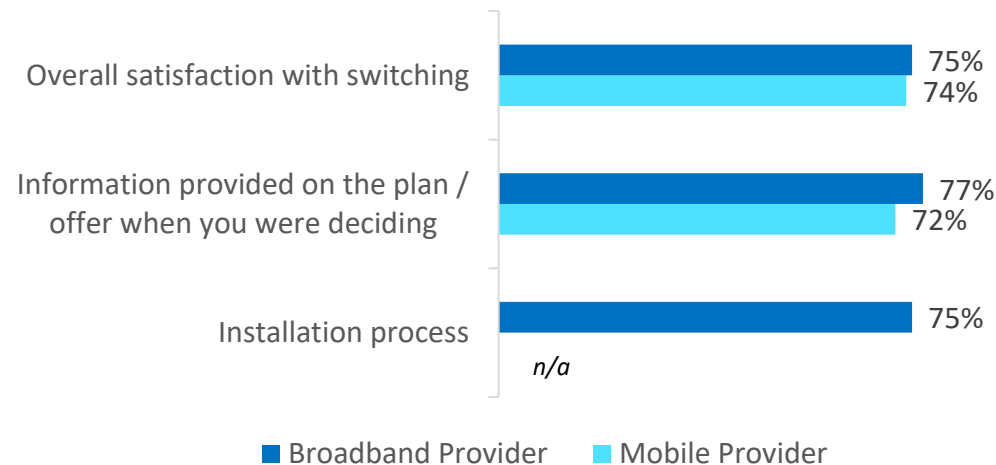 Overall satisfaction with switching
75%
74%
Information provided on the plan /
offer when you were deciding
77%
72%
Installation process
75%
n/a
Broadband Provider
Mobile Provider